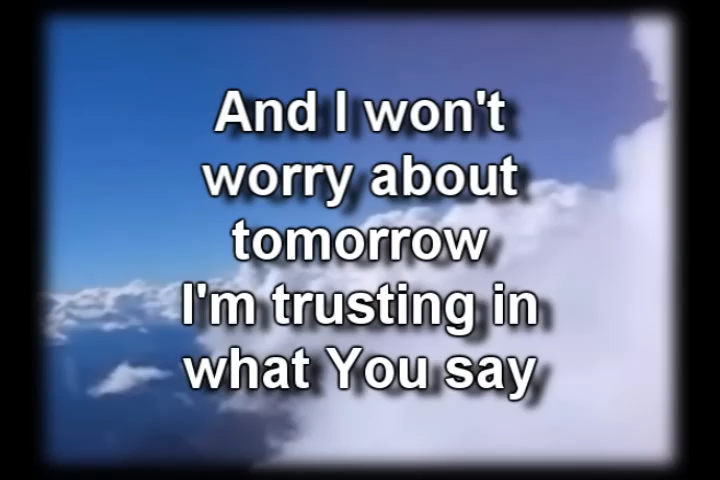 And I won't
worry about
tomorrow
I'm trusting in
what You say